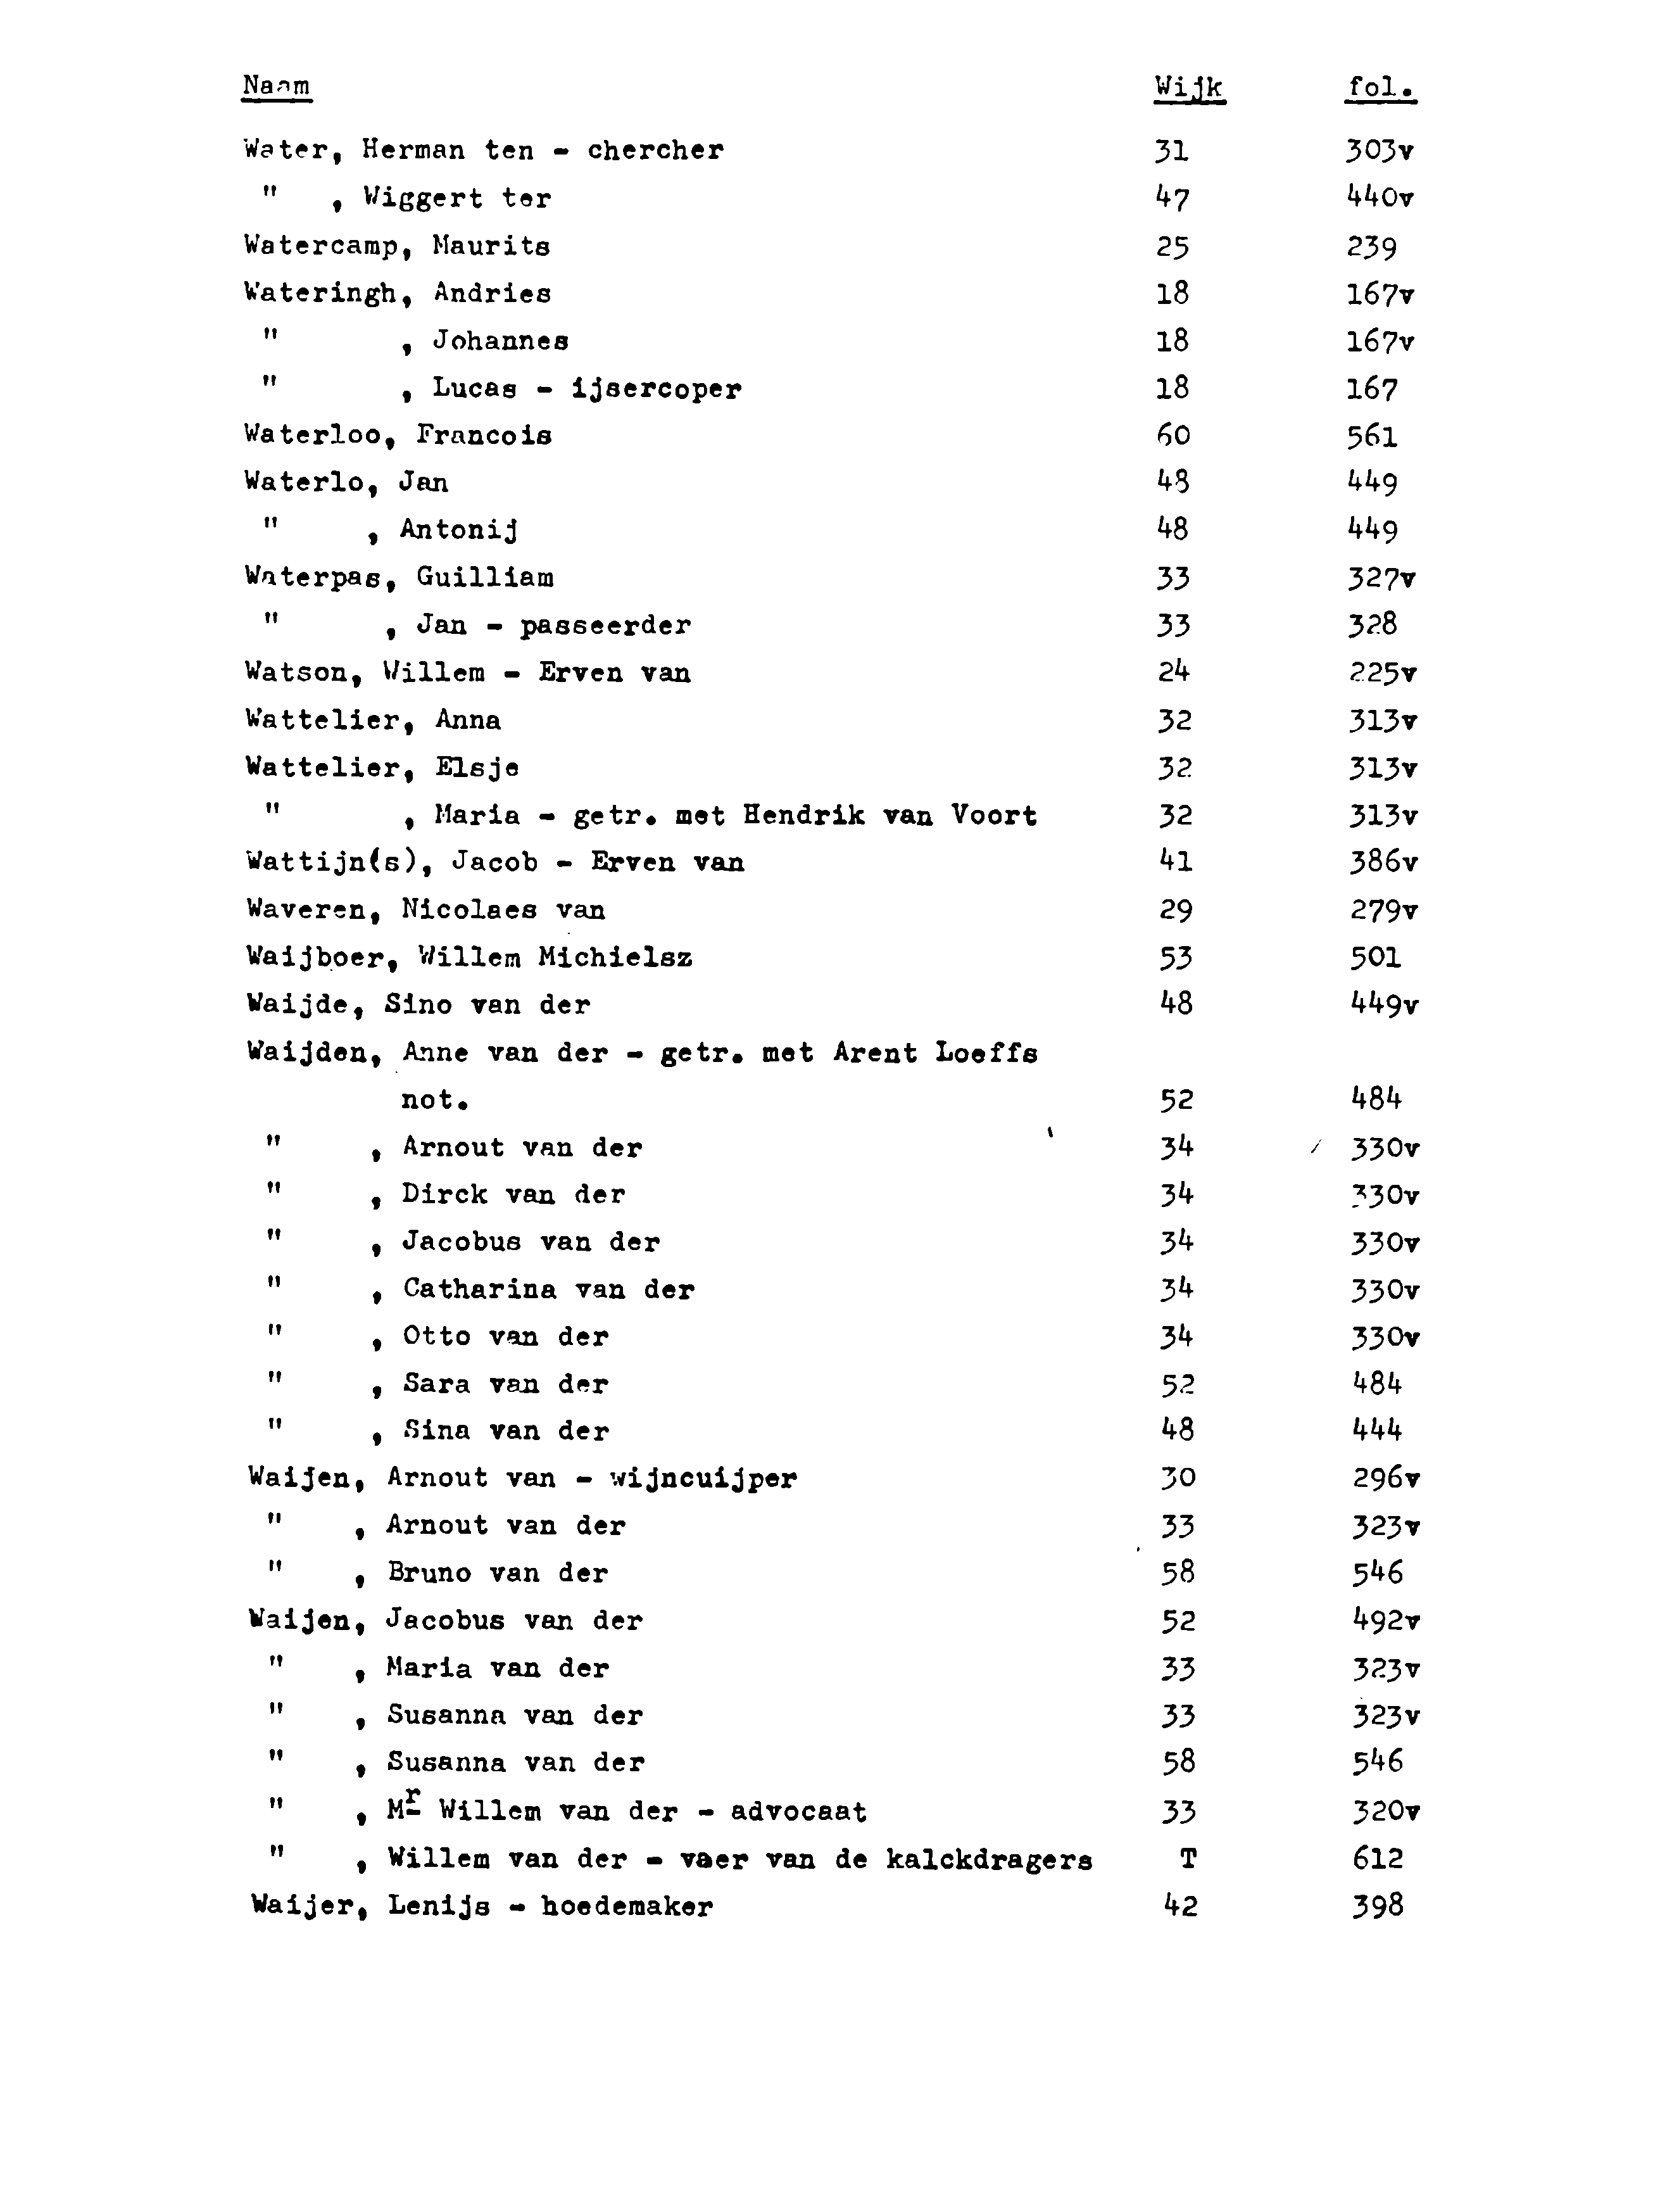 Naam Wijk fol.
Water, Herman ten - chercher 31 303v
" , Wiggert ter 47 440v
Watercamp, Maurits 25 239
Wateringh, Andries 18 167v
" , Johannes 18 167v
" , Lucas - ijsercoper 18 167
Waterloo, Francois 60 561
Waterlo, Jan 48 449
" , Antonij 48 449
Waterpas, Guilliam 33 327v
" , Jan - passeerder 33 328
Watson, Willem - Erven van 24 225v
Wattelier, Anna 32 313v
Wattelier, Elsje 32 313v
" , Maria - getr. met Hendrik van Voort 32 313v
Wattijn(s), Jacob - Erven van 41 386v
Waveren, Nicolaes van 29 279v
Waijboer, Willem Michielsz 53 501
Waijde, Sino van der 48 449v
Waijden, Anne van der - getr. met Arent Loeffs
not. 52 484
" , Arnout van der 34 330v
" , Dirck van der 34 330v
" , Jacobus van der 34 330v
" , Catharina van der 34 330v
" , Otto van der 34 330v
" , Sara van der 52 484
" , Sina van der 48 444
Waijen, Arnout van - wijncuijper 30 296v
" , Arnout van der 33 323v
" , Bruno van der 58 546
Waijen, Jacobus van der 52 492v
" , Maria van der 33 323v
" , Susanna van der 33 323v
" , Susanna van der 58 546
" , Mr Willem van der - advocaat 33 320v
" , Willem van der - vaer van de kalckdragers T 612
Waijer, Lenijs - hoedemaker 42 398